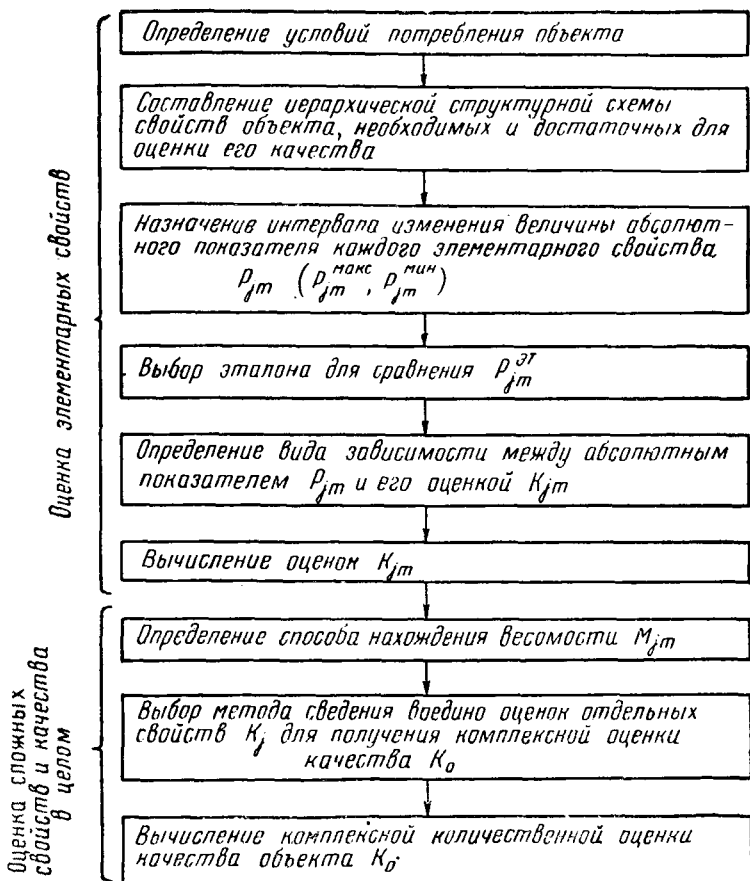 Оценка элементарных свойств
Определение условий потребления объекта
Составление иерархической структурной схемы
свойств объекта, необходимых и достаточных для
оценки его качества
Назначение интервала изменения величины абсолют-
ного показателя каждого элементарного свойства
P_jm (P_jm^макс, P_jm^мин)
Выбор эталона для сравнения P_jm^эт
Определение вида зависимости между абсолютным
показателем P_jm и его оценкой K_jm
Вычисление оценок K_jm
Оценка сложных
свойств и качества
в целом
Определение способа нахождения весомости M_jm
Выбор метода сведения воедино оценок отдельных
свойств K_j для получения комплексной оценки
качества K_o
Вычисление комплексной количественной оценки
качества объекта K_o.